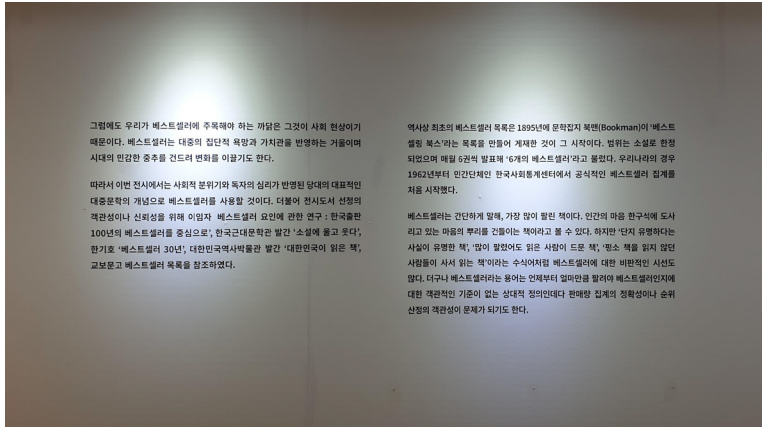 그럼에도 우리가 베스트셀러에 주목해야 하는 까닭은 그것이 사회 현상이기
때문이다. 베스트셀러는 대중의 집단적 욕망과 가치관을 반영하는 거울이며
시대의 민감한 중추를 건드려 변화를 이끌기도 한다.
따라서 이번 전시에서는 사회적 분위기와 독자의 심리가 반영된 당대의 대표적인
대중문학의 개념으로 베스트셀러를 사용할 것이다. 더불어 전시도서 선정의
객관성이나 신뢰성을 위해 이임자 베스트셀러 요인에 관한 연구 : 한국출판
100년의 베스트셀러를 중심으로', 한국근대문학관 발간 '소설에 울고 웃다',
한기호 '베스트셀러 30년', 대한민국역사박물관 발간 '대한민국이 읽은 책',
교보문고 베스트셀러 목록을 참조하였다.
역사상 최초의 베스트셀러 목록은 1895년에 문학잡지 북맨(Bookman)이 '베스트
셀링 북스'라는 목록을 만들어 게재한 것이 그 시작이다. 범위는 소설로 한정
되었으며 매월 6권씩 발표해 '6개의 베스트셀러'라고 불렀다. 우리나라의 경우
1962년부터 민간단체인 한국사회통계센터에서 공식적인 베스트셀러 집계를
처음 시작했다.
베스트셀러는 간단하게 말해, 가장 많이 팔린 책이다. 인간의 마음 한구석에 도사
리고 있는 마음의 뿌리를 건들이는 책이라고 볼 수 있다. 하지만 '단지 유명하다는
사실이 유명한 책', '많이 팔렸어도 읽은 사람이 드문 책', '평소 책을 읽지 않던
사람들이 사서 읽는 책'이라는 수식어처럼 베스트셀러에 대한 비판적인 시선도
많다. 더구나 베스트셀러라는 용어는 언제부터 얼마만큼 팔려야 베스트셀러인지에
대한 객관적인 기준이 없는 상대적 정의인데다 판매량 집계의 정확성이나 순위
산정의 객관성이 문제가 되기도 한다.